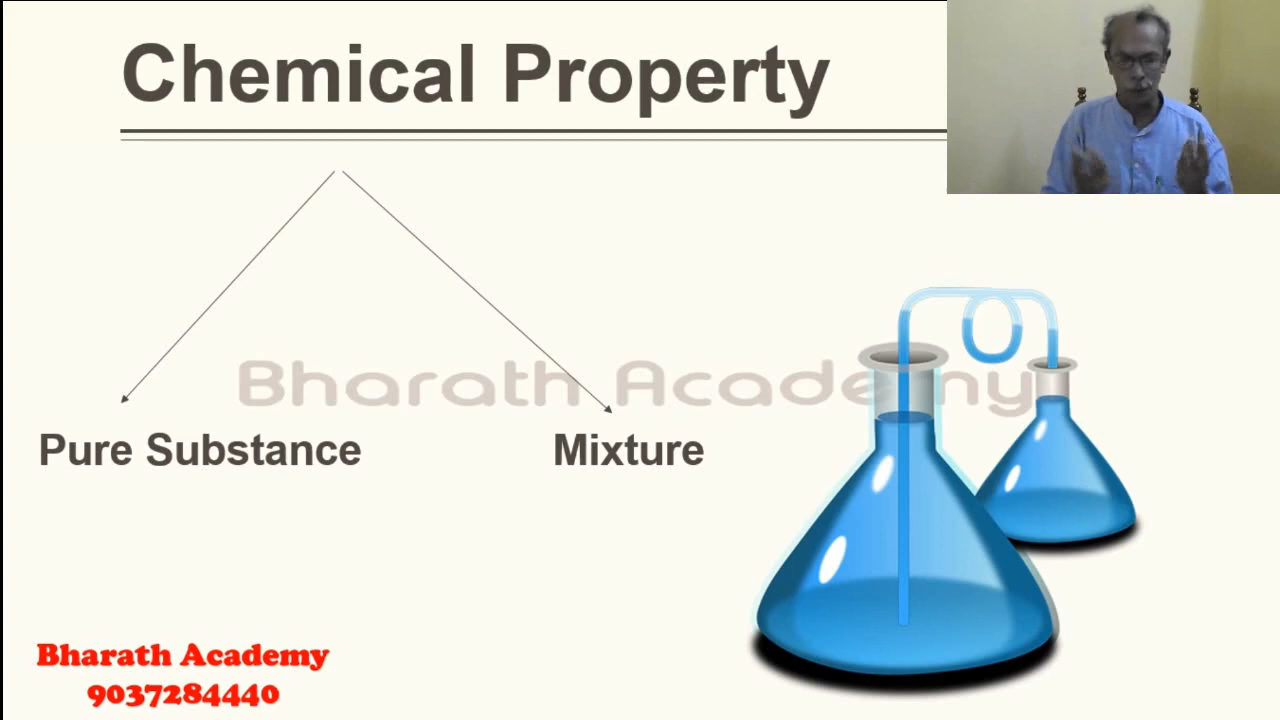 Chemical Property
Bharath Academy
Pure Substance
Mixture
Bharath Academy
9037284440